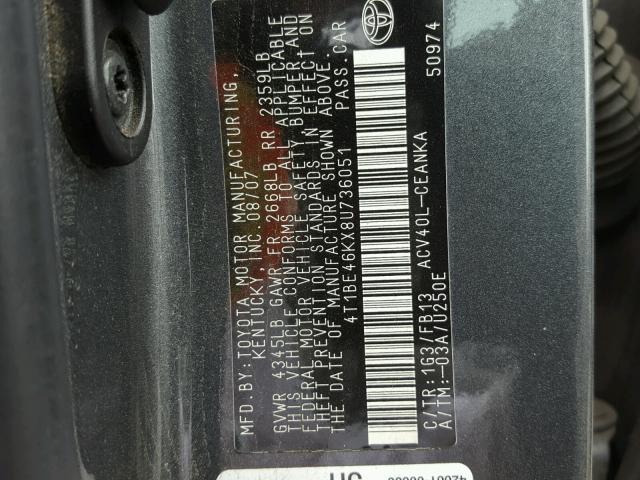 MFD.BY:TOYOTA MOTOR MANUFACTURING,
KENTUCKY, INC. 08/07
GVWR 4345LB GAWR FR 2668LB RR 2359LB
THIS VEHICLE CONFORMS TO ALL APPLICABLE
FEDERAL MOTOR VEHICLE SAFETY, BUMPER AND
THEFT PREVENTION STANDARDS IN EFFECT ON
THE DATE OF MANUFACTURE SHOWN ABOVE.
4T1BE46KX8U736051 PASS.CAR
C/TR:1G3/FB13 ACV40L-CEANKA
A/TM:-03A/U250E 50974